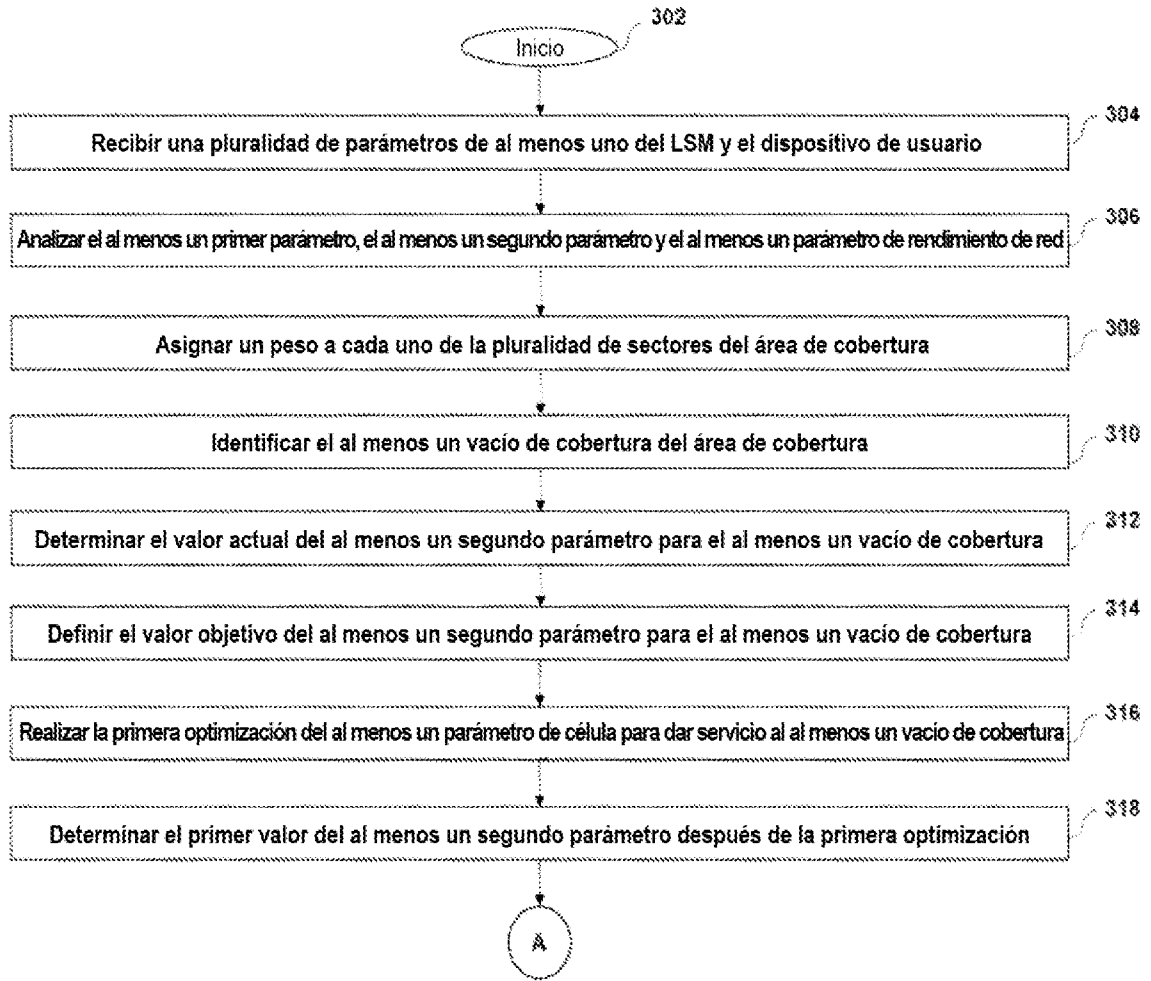 302
Inicio
304
Recibir una pluralidad de parámetros de al menos uno del LSM y el dispositivo de usuario
306
Analizar el al menos un primer parámetro, el al menos un segundo parámetro y el al menos un parámetro de rendimiento de red
308
Asignar un peso a cada uno de la pluralidad de sectores del área de cobertura
310
Identificar el al menos un vacío de cobertura del área de cobertura
312
Determinar el valor actual del al menos un segundo parámetro para el al menos un vacío de cobertura
314
Definir el valor objetivo del al menos un segundo parámetro para el al menos un vacío de cobertura
316
Realizar la primera optimización del al menos un parámetro de célula para dar servicio al al menos un vacío de cobertura
318
Determinar el primer valor del al menos un segundo parámetro después de la primera optimización
A